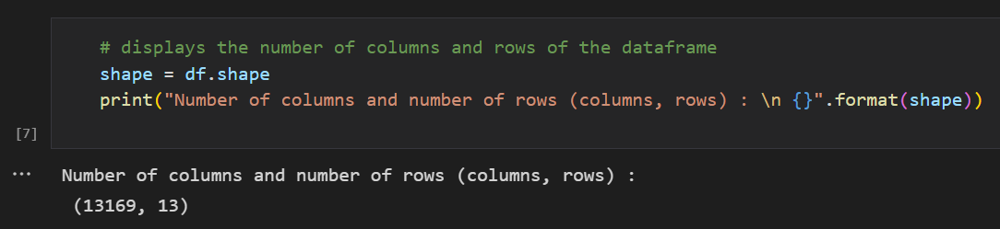 # displays the number of columns and rows of the dataframe
shape = df.shape
print("Number of columns and number of rows (columns, rows) : \n {}".format(shape))
[7]
... Number of columns and number of rows (columns, rows) :
(13169, 13)